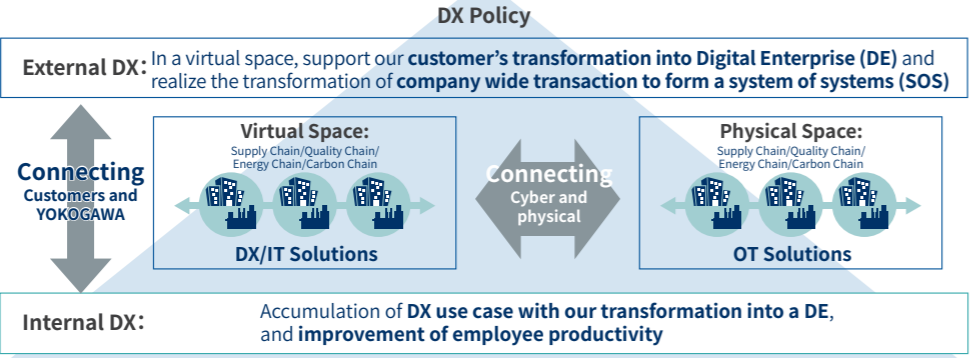 DX Policy
External DX: In a virtual space, support our customer's transformation into Digital Enterprise (DE) and
realize the transformation of company wide transaction to form a system of systems (SOS)
Connecting
Customers and
YOKOGAWA
Virtual Space:
Supply Chain/Quality Chain/
Energy Chain/Carbon Chain
DX/IT Solutions
Connecting
Cyber and
physical
Physical Space:
Supply Chain/Quality Chain/
Energy Chain/Carbon Chain
OT Solutions
Internal DX: Accumulation of DX use case with our transformation into a DE,
and improvement of employee productivity